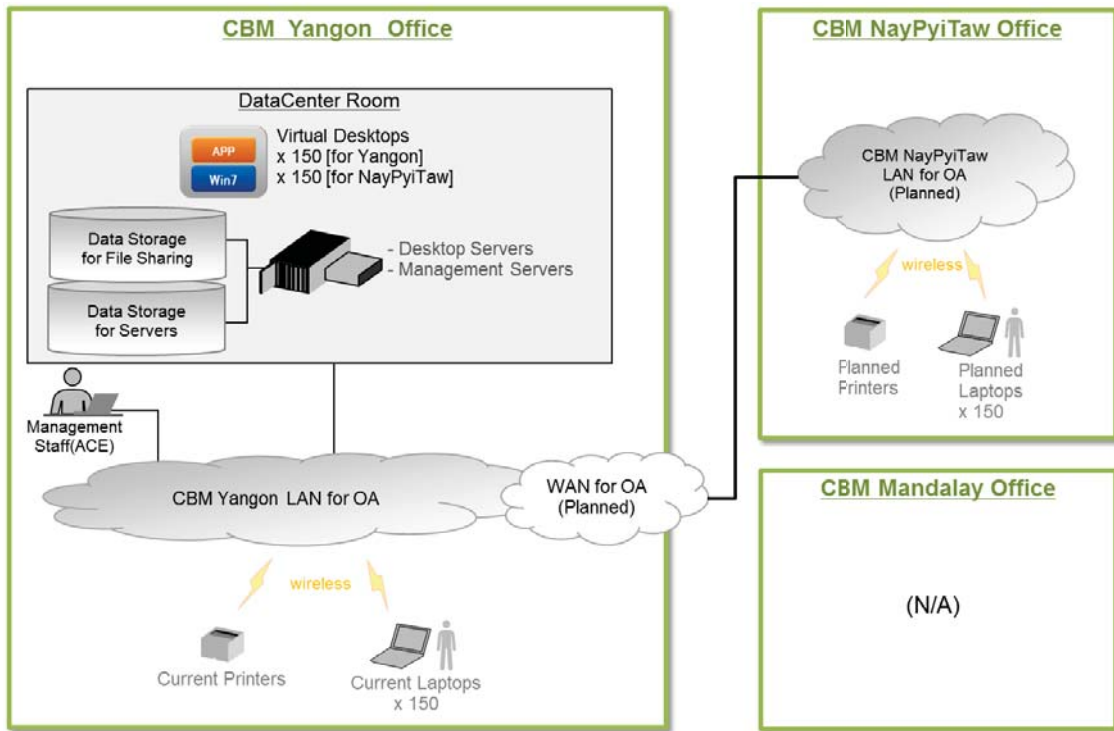 CBM Yangon Office
DataCenter Room
APP
Win7
Virtual Desktops
x 150 [for Yangon]
x 150 [for NayPyiTaw]
Data Storage
for File Sharing
Data Storage
for Servers
- Desktop Servers
- Management Servers
Management
Staff(ACE)
CBM Yangon LAN for OA
WAN for OA
(Planned)
wireless
Current Printers
Current Laptops
x 150
CBM NayPyiTaw Office
CBM NayPyiTaw
LAN for OA
(Planned)
wireless
Planned
Printers
Planned
Laptops
x 150
CBM Mandalay Office
(N/A)